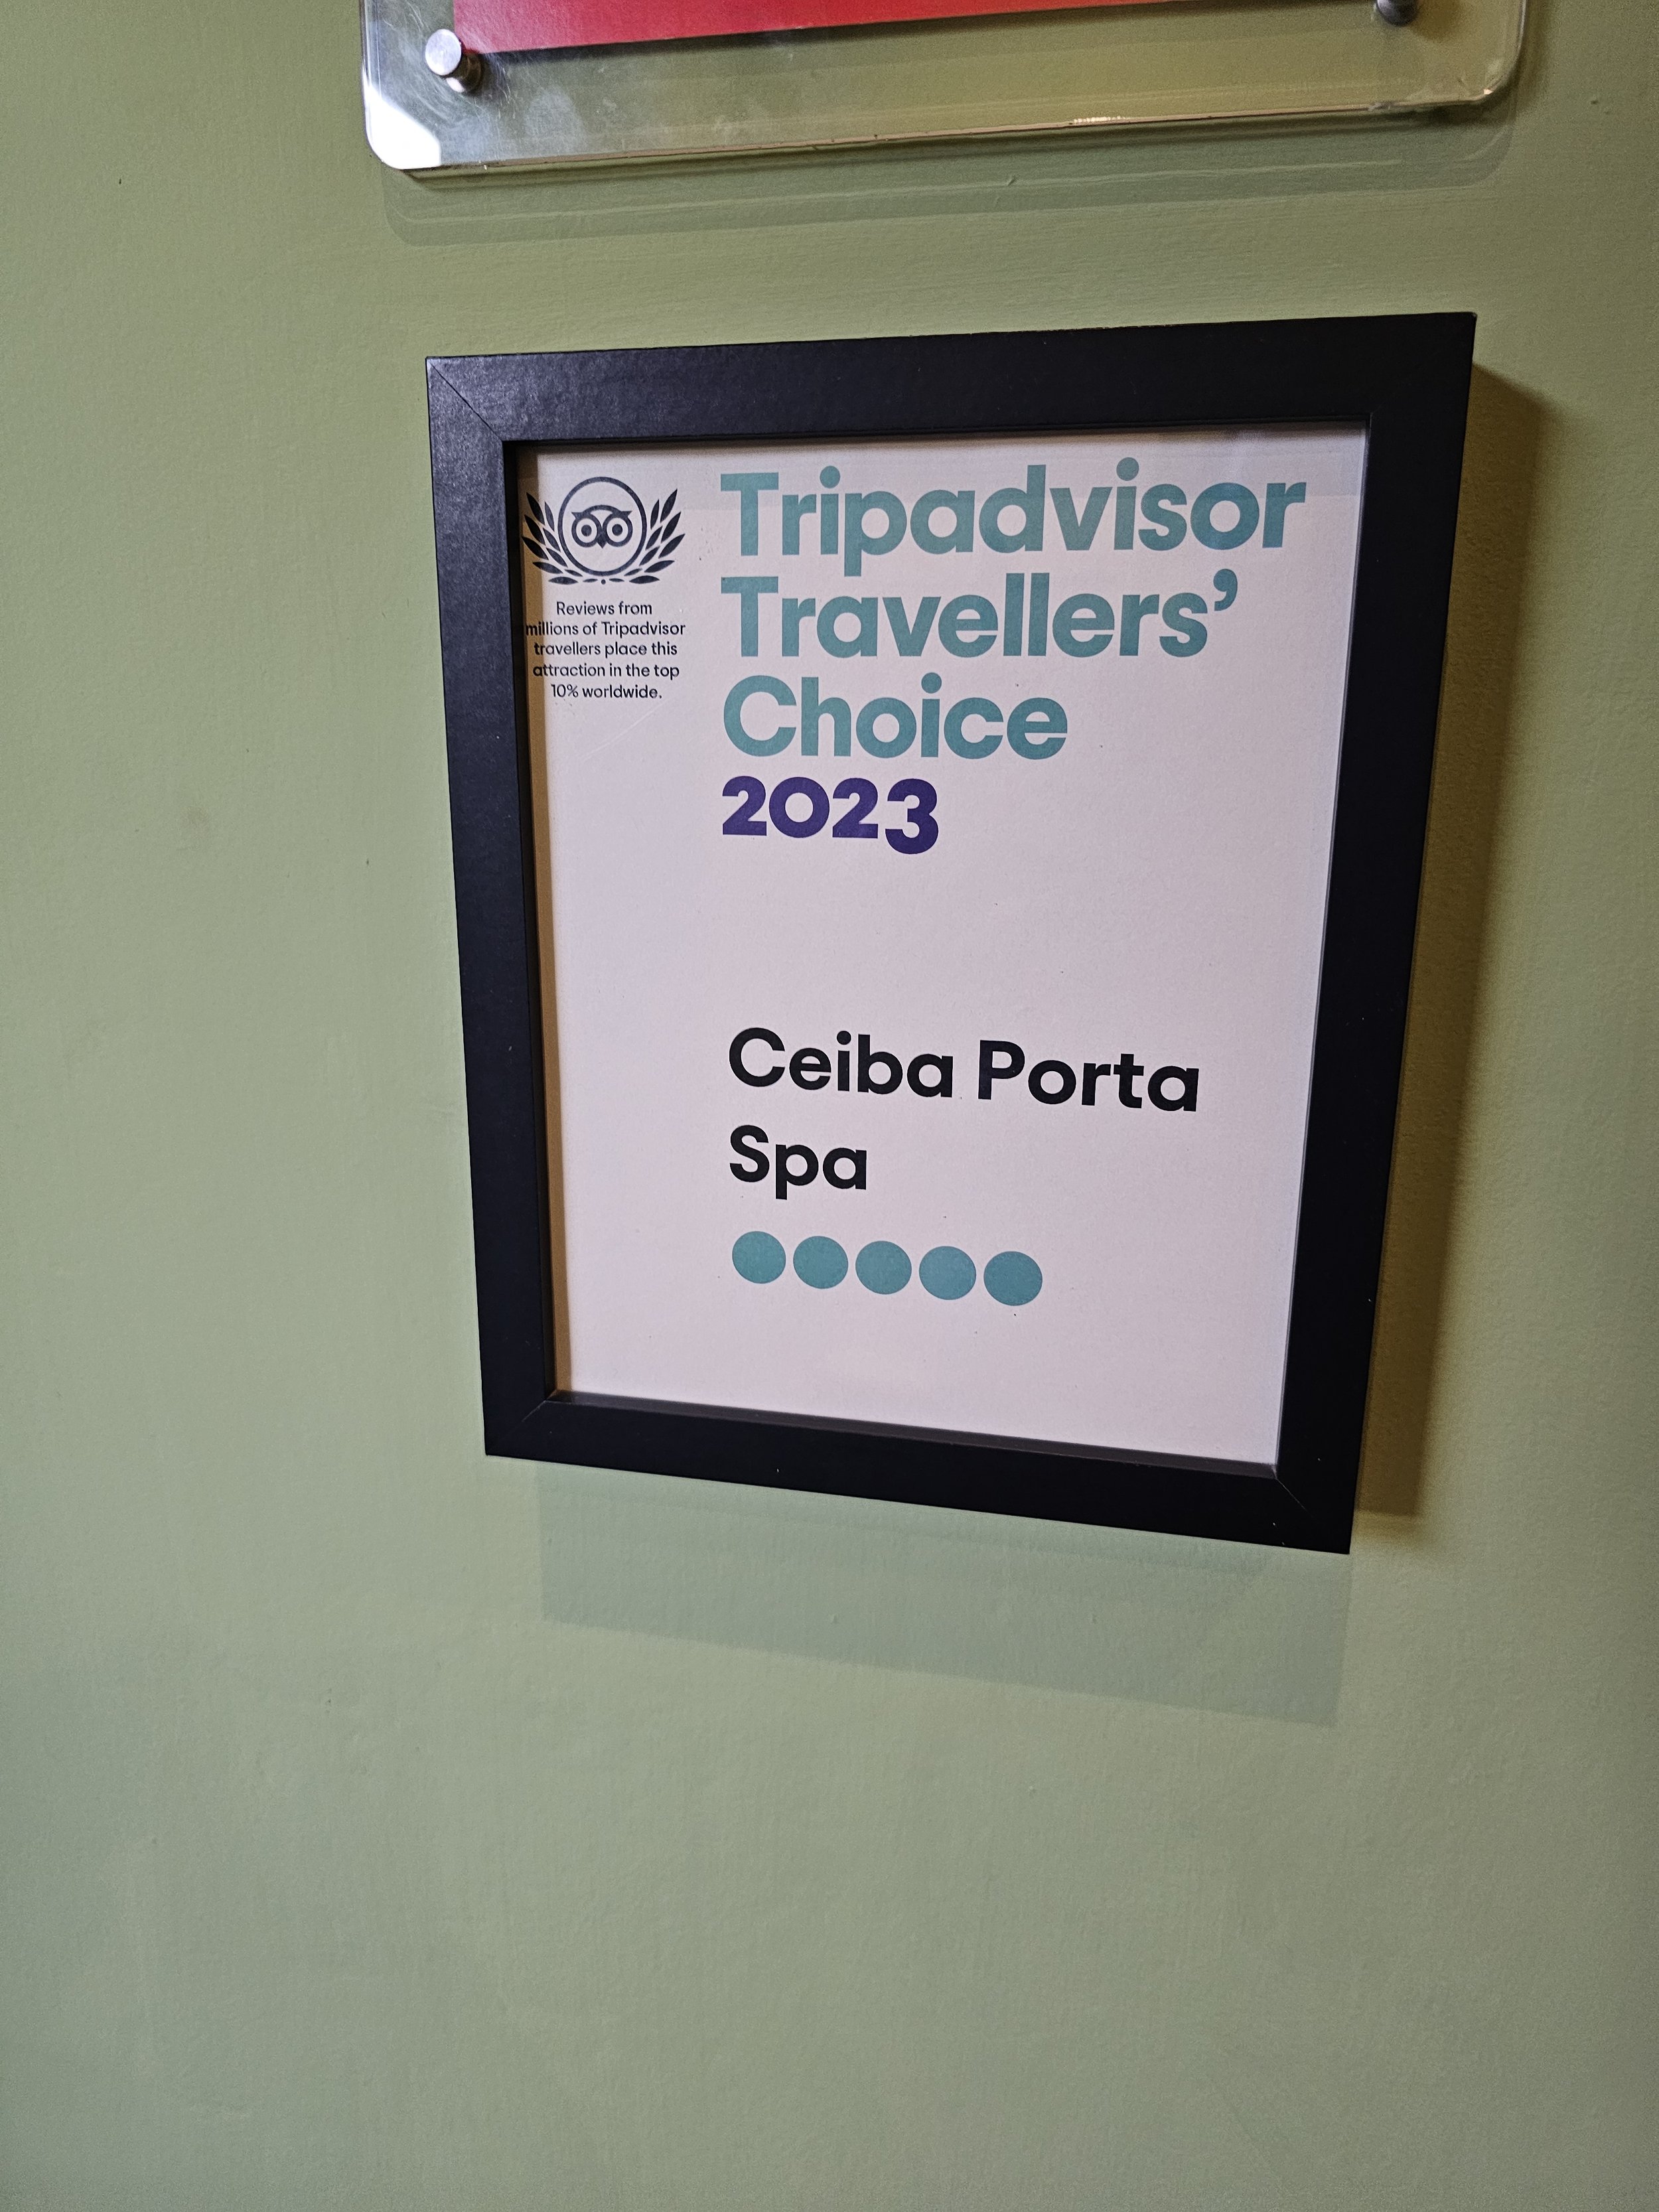 Reviews from
millions of Tripadvisor
travellers place this
attraction in the top
10% worldwide.
Tripadvisor
Travellers’
Choice
2023
Ceiba Porta
Spa